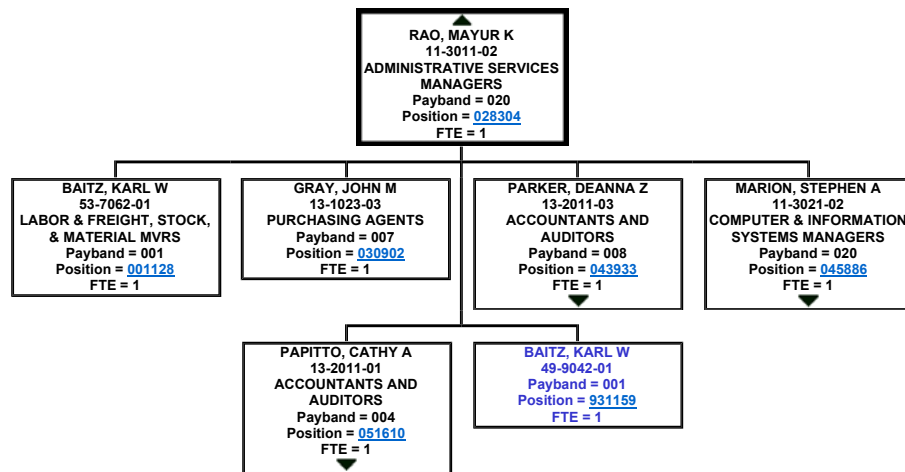 RAO, MAYUR K
11-3011-02
ADMINISTRATIVE SERVICES
MANAGERS
Payband = 020
Position = 028304
FTE = 1
BAITZ, KARL W
53-7062-01
LABOR & FREIGHT, STOCK,
& MATERIAL MVRS
Payband = 001
Position = 001128
FTE = 1
GRAY, JOHN M
13-1023-03
PURCHASING AGENTS
Payband = 007
Position = 030902
FTE = 1
PARKER, DEANNA Z
13-2011-03
ACCOUNTANTS AND
AUDITORS
Payband = 008
Position = 043933
FTE = 1
MARION, STEPHEN A
11-3021-02
COMPUTER & INFORMATION
SYSTEMS MANAGERS
Payband = 020
Position = 045886
FTE = 1
PAPITTO, CATHY A
13-2011-01
ACCOUNTANTS AND
AUDITORS
Payband = 004
Position = 051610
FTE = 1
BAITZ, KARL W
49-9042-01
Payband = 001
Position = 931159
FTE = 1